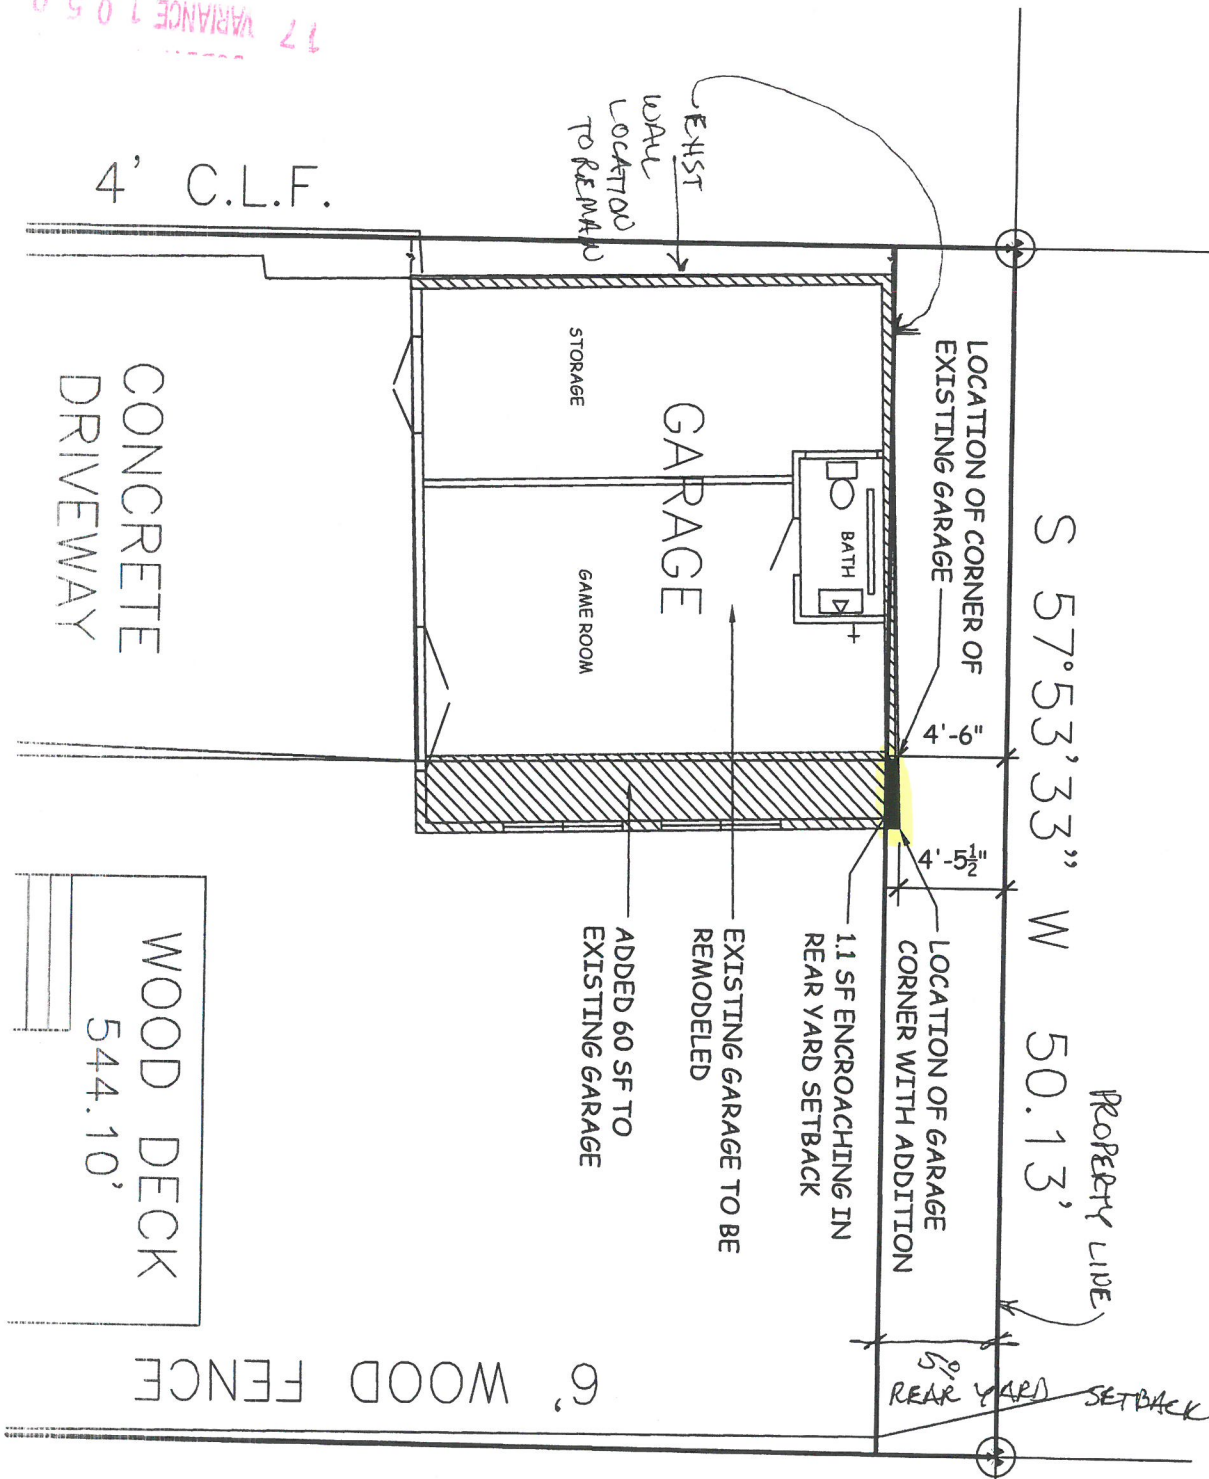 17 VARIANCE 1050
4' C.L.F.
EXIST
WALL
LOCATION
TO REMAIN
LOCATION OF CORNER OF
EXISTING GARAGE
S 57°53'33" W 50.13'
PROPERTY LINE
STORAGE
GARAGE
BATH
GAME ROOM
CONCRETE
DRIVEWAY
4'-6"
4'-5½"
LOCATION OF GARAGE
CORNER WITH ADDITION
1.1 SF ENCROACHING IN
REAR YARD SETBACK
EXISTING GARAGE TO BE
REMODELED
ADDED 60 SF TO
EXISTING GARAGE
WOOD DECK
544.10'
6' WOOD FENCE
REAR YARD SETBACK